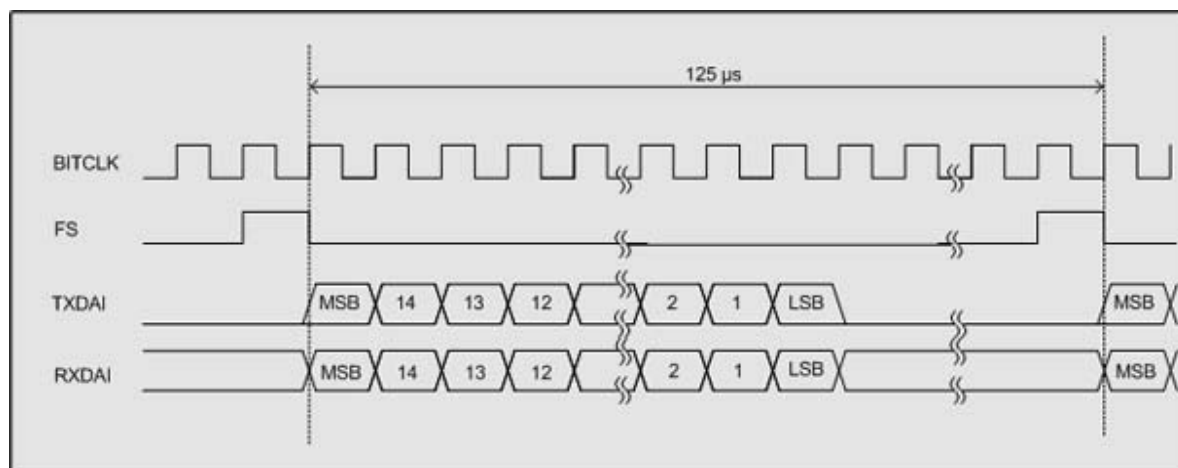 125 µs
BITCLK
FS
TXDAI MSB 14 13 12 2 1 LSB MSB
RXDAI MSB 14 13 12 2 1 LSB MSB